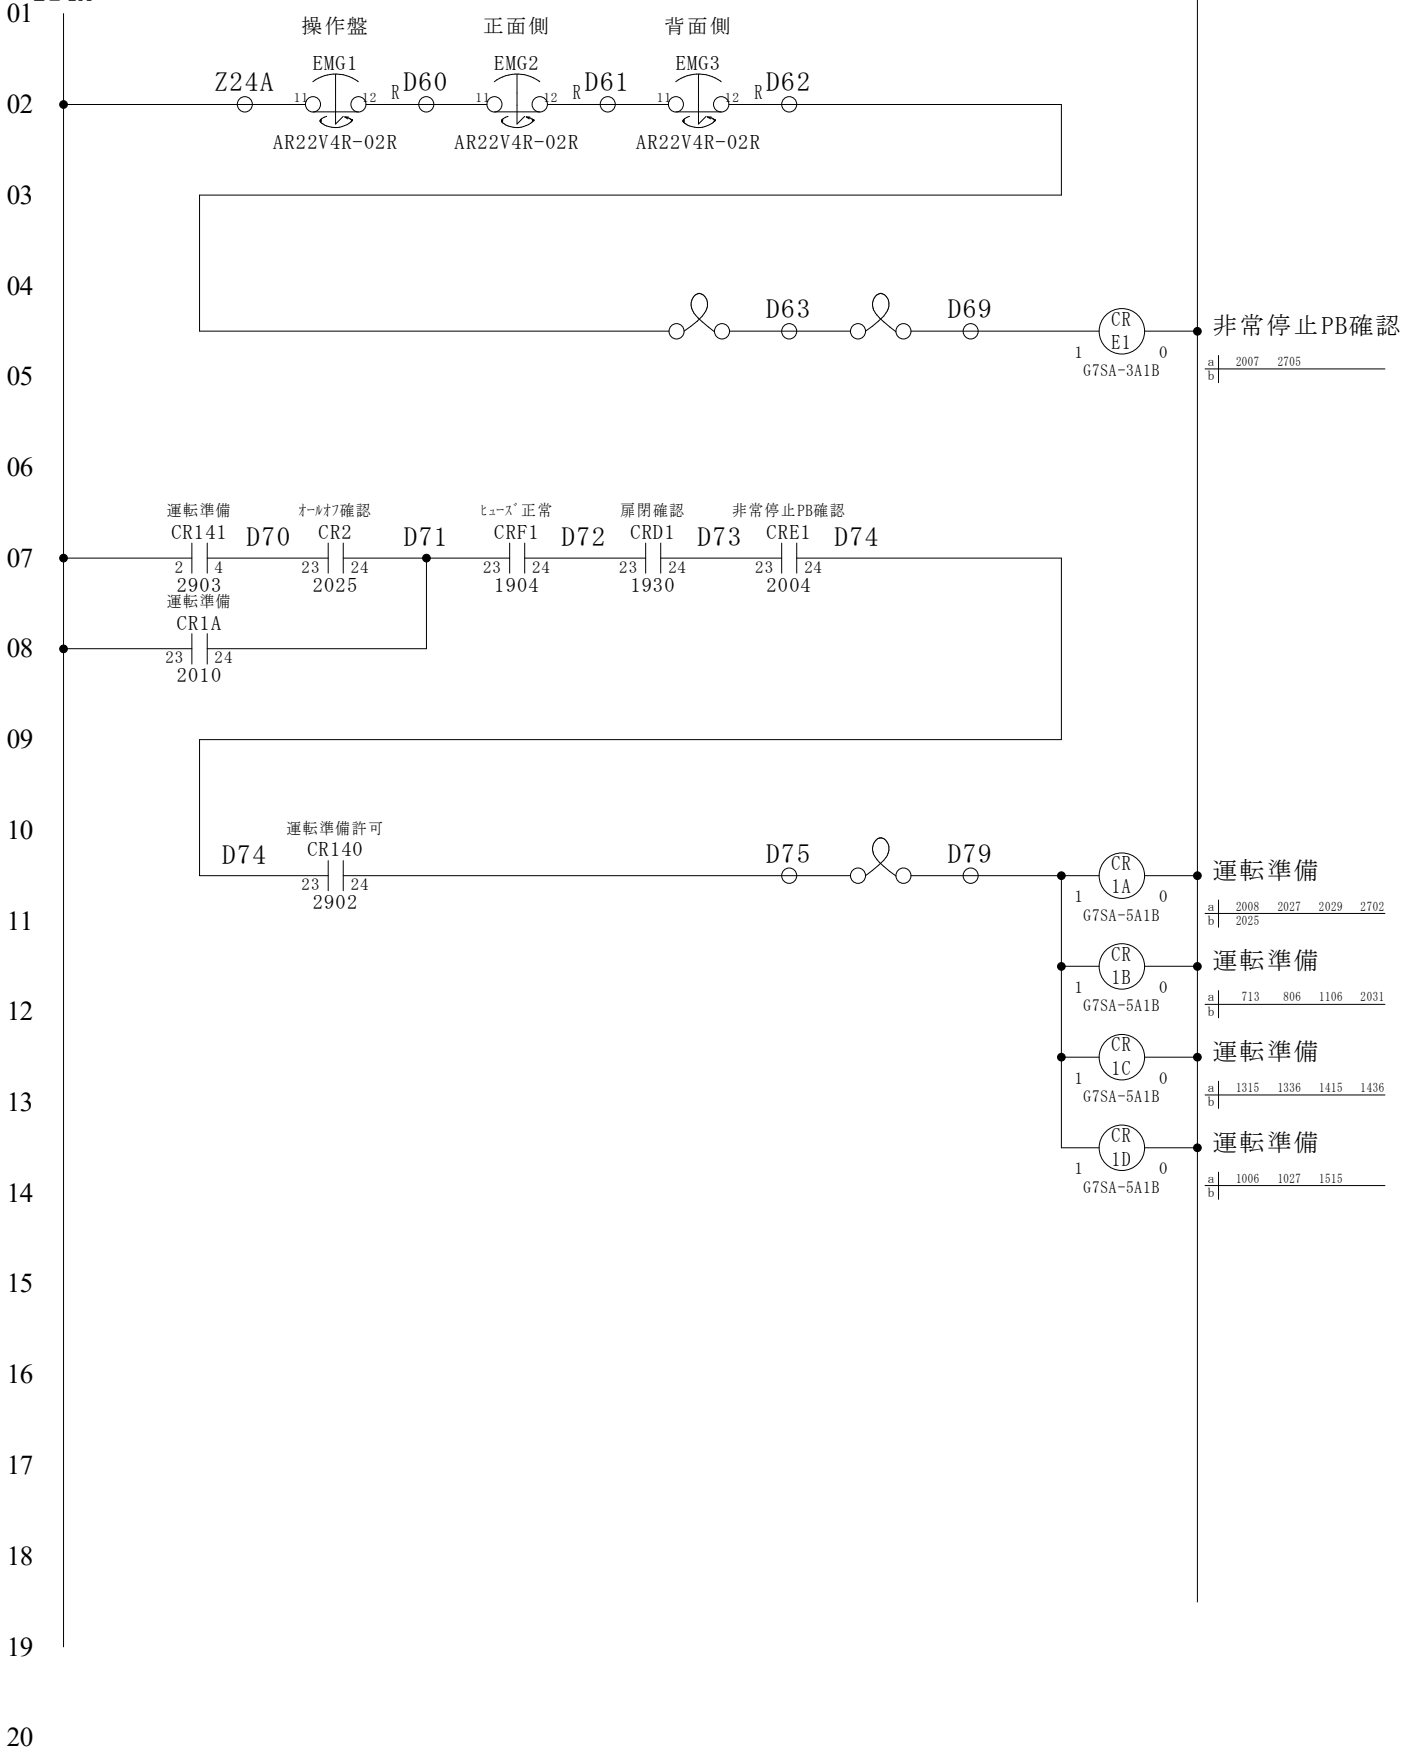 01
操作盤 正面側 背面側
EMG1 EMG2 EMG3
02 Z24A 11 12 R D60 11 12 R D61 11 12 R D62
AR22V4R-02R AR22V4R-02R AR22V4R-02R
03
04
D63 D69 CR E1 非常停止PB確認
1 0
G7SA-3A1B
a 2007 2705
b
05
06
運転準備 オールオフ確認 ヒューズ正常 扉閉確認 非常停止PB確認
CR141 D70 CR2 D71 CRF1 D72 CRD1 D73 CRE1 D74
07
2 4 23 24 23 24 23 24 23 24
2903 2025 1904 1930 2004
運転準備
CR1A
08
23 24
2010
09
10
運転準備許可
D74 CR140 D75 D79 CR 1A 運転準備
23 24 1 0
2902 G7SA-5A1B
a 2008 2027 2029 2702
b 2025
11
CR 1B 運転準備
1 0
G7SA-5A1B
a 713 806 1106 2031
b
12
CR 1C 運転準備
1 0
G7SA-5A1B
a 1315 1336 1415 1436
b
13
CR 1D 運転準備
1 0
G7SA-5A1B
a 1006 1027 1515
b
14
15
16
17
18
19
20